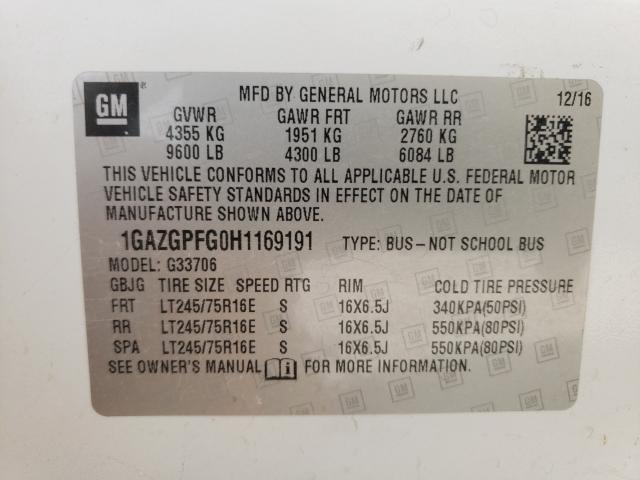 GM
MFD BY GENERAL MOTORS LLC 12/16
GVWR GAWR FRT GAWR RR
4355 KG 1951 KG 2760 KG
9600 LB 4300 LB 6084 LB
THIS VEHICLE CONFORMS TO ALL APPLICABLE U.S. FEDERAL MOTOR
VEHICLE SAFETY STANDARDS IN EFFECT ON THE DATE OF
MANUFACTURE SHOWN ABOVE.
1GAZGPFG0H1169191 TYPE: BUS–NOT SCHOOL BUS
MODEL: G33706
GBJG TIRE SIZE SPEED RTG RIM COLD TIRE PRESSURE
FRT LT245/75R16E S 16X6.5J 340KPA(50PSI)
RR LT245/75R16E S 16X6.5J 550KPA(80PSI)
SPA LT245/75R16E S 16X6.5J 550KPA(80PSI)
SEE OWNER'S MANUAL FOR MORE INFORMATION.